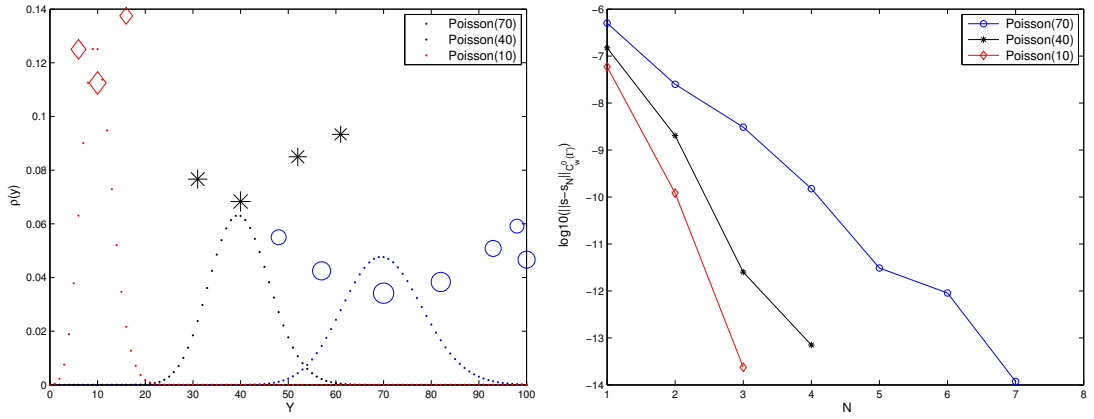 0.14
0.12
0.1
0.08
0.06
0.04
0.02
0
ρ(y)
0 10 20 30 40 50 60 70 80 90 100
Y
Poisson(70)
Poisson(40)
Poisson(10)
−6
−7
−8
−9
−10
−11
−12
−13
−14
log10(||s−s_N||_{C^0_w(Γ)})
1 2 3 4 5 6 7 8
N
Poisson(70)
Poisson(40)
Poisson(10)